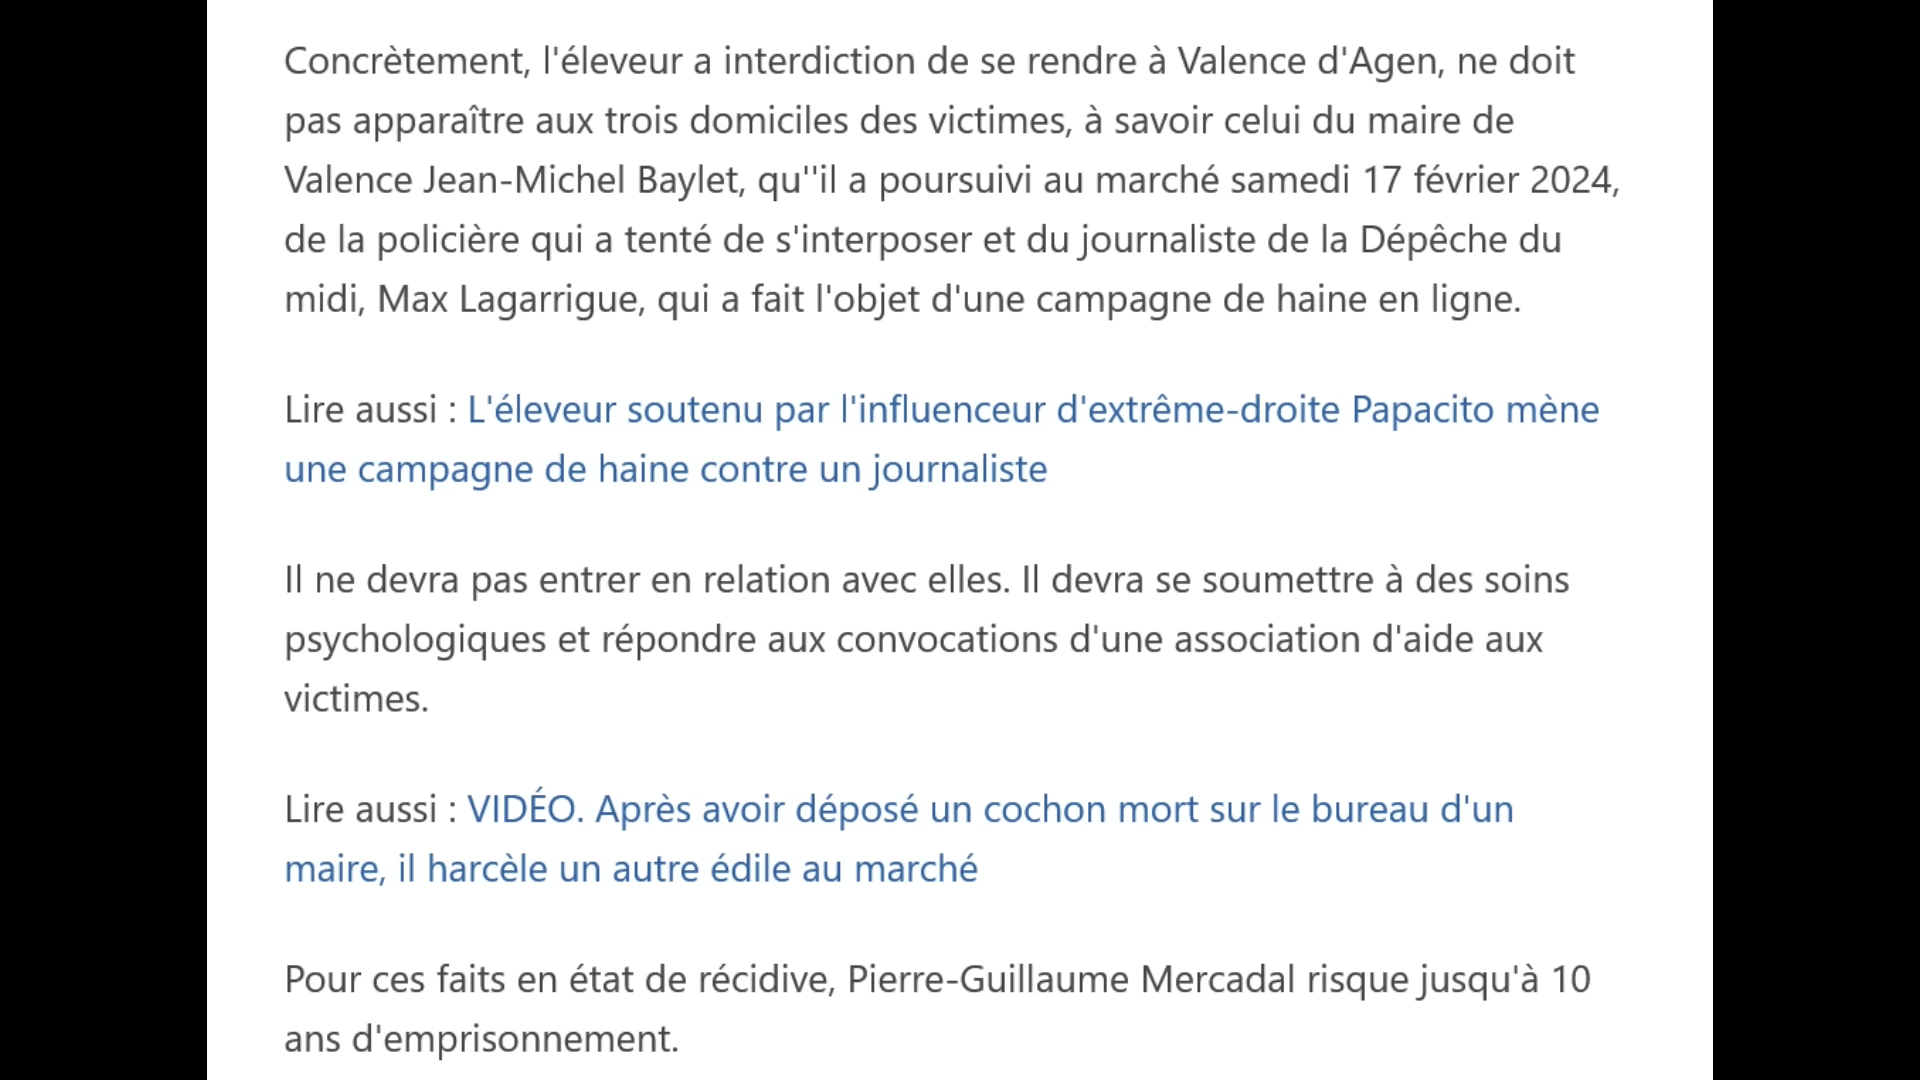 Concrètement, l'éleveur a interdiction de se rendre à Valence d'Agen, ne doit
pas apparaître aux trois domiciles des victimes, à savoir celui du maire de
Valence Jean-Michel Baylet, qu''il a poursuivi au marché samedi 17 février 2024,
de la policière qui a tenté de s'interposer et du journaliste de la Dépêche du
midi, Max Lagarrigue, qui a fait l'objet d'une campagne de haine en ligne.
Lire aussi : L'éleveur soutenu par l'influenceur d'extrême-droite Papacito mène
une campagne de haine contre un journaliste
Il ne devra pas entrer en relation avec elles. Il devra se soumettre à des soins
psychologiques et répondre aux convocations d'une association d'aide aux
victimes.
Lire aussi : VIDÉO. Après avoir déposé un cochon mort sur le bureau d'un
maire, il harcèle un autre édile au marché
Pour ces faits en état de récidive, Pierre-Guillaume Mercadal risque jusqu'à 10
ans d'emprisonnement.